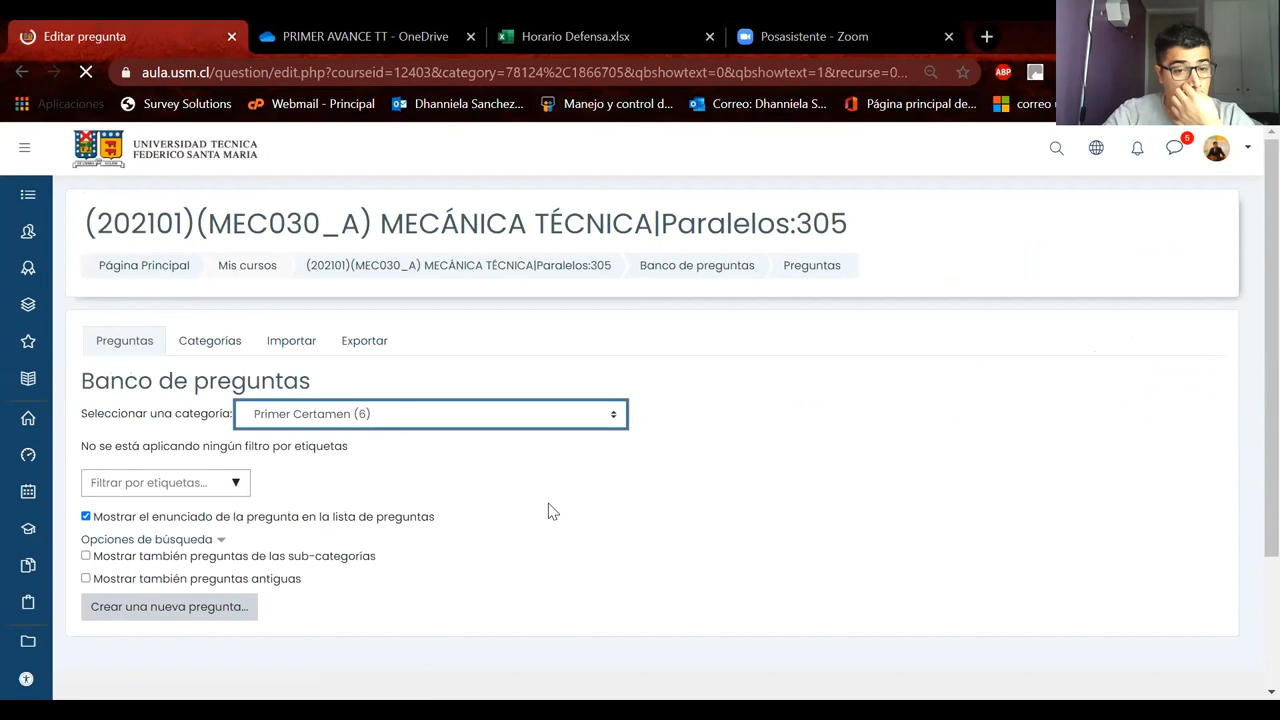 Editar pregunta
PRIMER AVANCE TT - OneDrive
Horario Defensa.xlsx
Posasistente - Zoom
aula.usm.cl/question/edit.php?courseid=12403&category=78124%2C1866705&qbshowtext=0&qbshowtext=1&recurse=0...
ABP
Aplicaciones
Survey Solutions
Webmail - Principal
Dhanniela Sanchez...
Manejo y control d...
Correo: Dhanniela S...
Página principal de...
correo
UNIVERSIDAD TECNICA
FEDERICO SANTA MARIA
5
(202101)(MEC030_A) MECÁNICA TÉCNICA|Paralelos:305
Página Principal
Mis cursos
(202101)(MEC030_A) MECÁNICA TÉCNICA|Paralelos:305
Banco de preguntas
Preguntas
Preguntas
Categorías
Importar
Exportar
Banco de preguntas
Seleccionar una categoría:
Primer Certamen (6)
No se está aplicando ningún filtro por etiquetas
Filtrar por etiquetas...
Mostrar el enunciado de la pregunta en la lista de preguntas
Opciones de búsqueda
Mostrar también preguntas de las sub-categorías
Mostrar también preguntas antiguas
Crear una nueva pregunta...